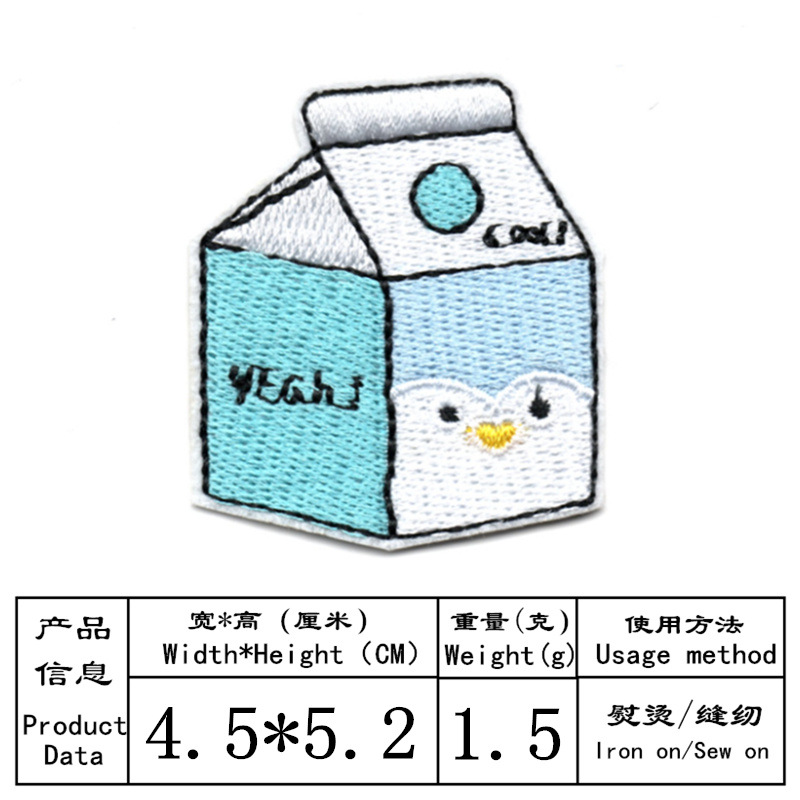 COOL!
YEAh!
产品
信息
Product
Data
宽*高 (厘米)
Width*Height (CM)
4.5*5.2
重量(克)
Weight(g)
1.5
使用方法
Usage method
熨烫/缝纫
Iron on/Sew on